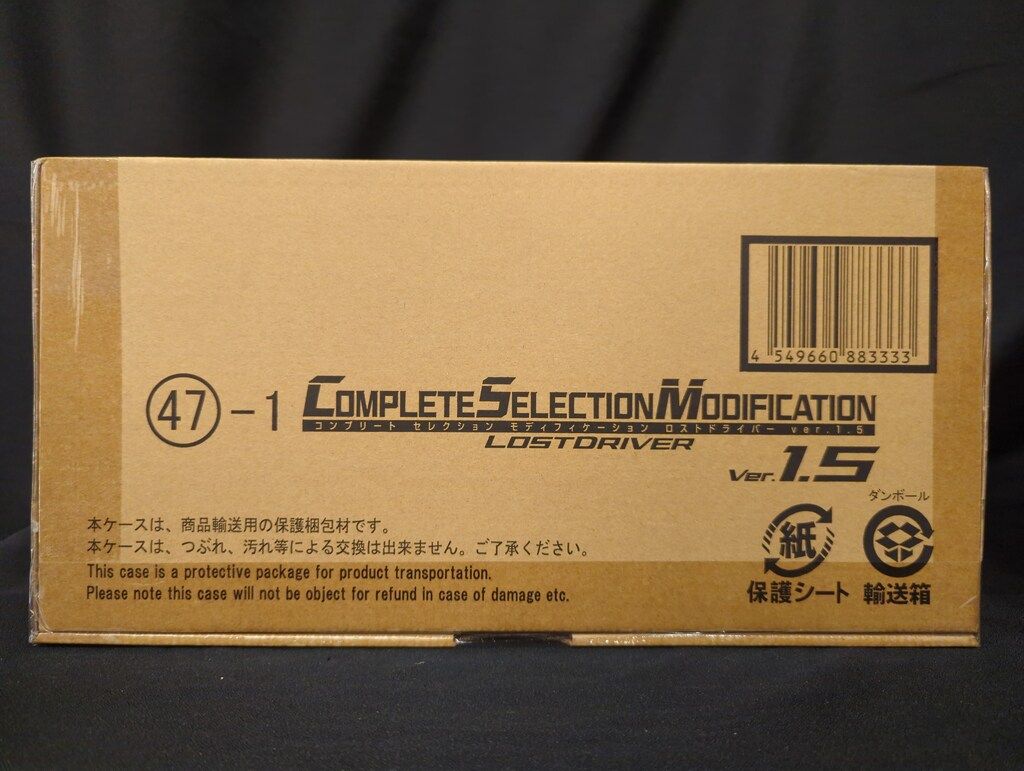 4 549660 883333
㊼-1 COMPLETE SELECTION MODIFICATION
コンプリート セレクション モディフィケーション ロストドライバー ver.1.5
LOSTDRIVER
Ver.1.5
ダンボール
紙
保護シート 輸送箱
本ケースは、商品輸送用の保護梱包材です。
本ケースは、つぶれ、汚れ等による交換は出来ません。ご了承ください。
This case is a protective package for product transportation.
Please note this case will not be object for refund in case of damage etc.